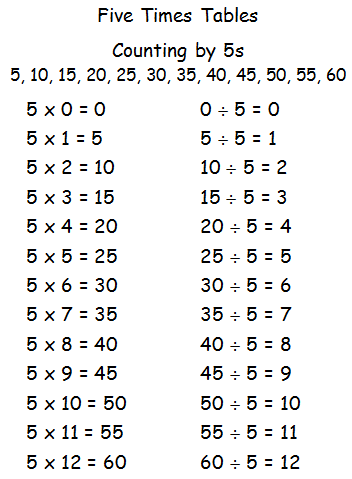 Five Times Tables
Counting by 5s
5, 10, 15, 20, 25, 30, 35, 40, 45, 50, 55, 60
5 x 0 = 0 0 ÷ 5 = 0
5 x 1 = 5 5 ÷ 5 = 1
5 x 2 = 10 10 ÷ 5 = 2
5 x 3 = 15 15 ÷ 5 = 3
5 x 4 = 20 20 ÷ 5 = 4
5 x 5 = 25 25 ÷ 5 = 5
5 x 6 = 30 30 ÷ 5 = 6
5 x 7 = 35 35 ÷ 5 = 7
5 x 8 = 40 40 ÷ 5 = 8
5 x 9 = 45 45 ÷ 5 = 9
5 x 10 = 50 50 ÷ 5 = 10
5 x 11 = 55 55 ÷ 5 = 11
5 x 12 = 60 60 ÷ 5 = 12